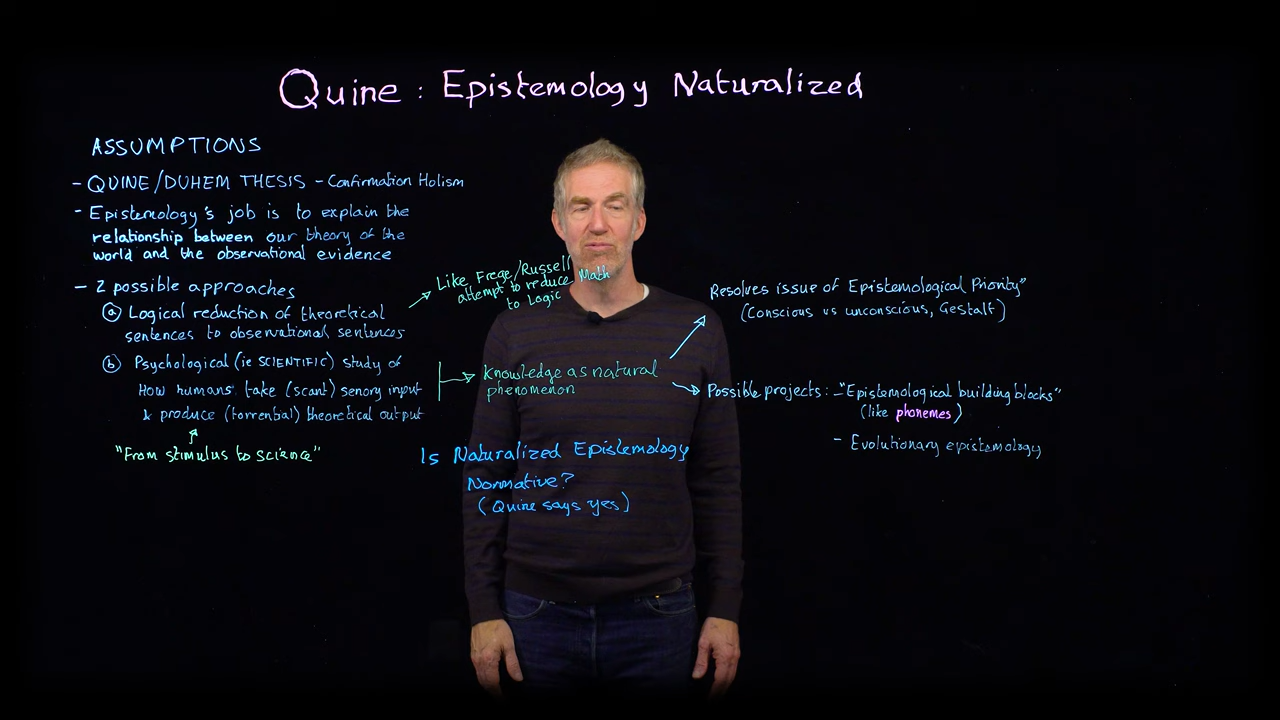 Quine : Epistemology Naturalized
ASSUMPTIONS
- QUINE/DUHEM THESIS - Confirmation Holism
- Epistemology's job is to explain the
relationship between our theory of the
world and the observational evidence
- 2 possible approaches
(a) Logical reduction of theoretical
sentences to observational sentences
(b) Psychological (ie SCIENTIFIC) study of
How humans take (scant) senory input
& produce (torrential) theoretical output
"From stimulus to science"
Like Frege/Russell
attempt to reduce Math
to Logic
Knowledge as natural
phenomenon
Is Naturalized Epistemology
Normative?
(Quine says yes)
Resolves issue of Epistemological Priority"
(Conscious vs unconscious, Gestalt)
Possible projects: - "Epistemological building blocks"
(like phonemes)
- Evolutionary epistemology